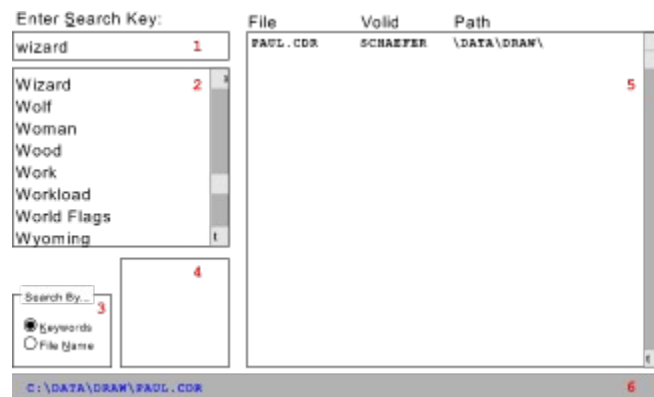 Enter Search Key:
File Volid Path
wizard 1
PAUL.CDR SCHAEFER \DATA\DRAW\
Wizard 2
5
Wolf
Woman
Wood
Work
Workload
World Flags
Wyoming
t
4
Search By...
3
Keywords
File Name
t
C:\DATA\DRAW\PAUL.CDR 6